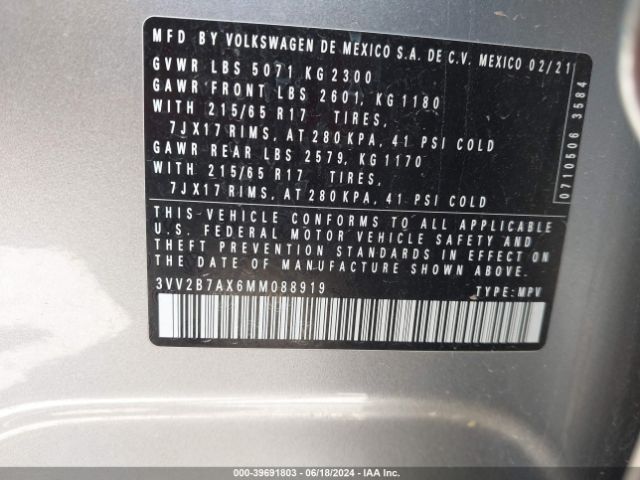 MFD BY VOLKSWAGEN DE MEXICO S.A. DE C.V. MEXICO 02/21
GVWR LBS 5071 KG 2300
GAWR FRONT LBS 2601, KG 1180
WITH 215/65 R17 TIRES,
7JX17 RIMS, AT 280 KPA, 41 PSI COLD
GAWR REAR LBS 2579, KG 1170
WITH 215/65 R17 TIRES,
7JX17 RIMS, AT 280 KPA, 41 PSI COLD
THIS-VEHICLE CONFORMS TO ALL APPLICABLE
U.S. FEDERAL MOTOR VEHICLE SAFETY AND
THEFT PREVENTION STANDARDS IN EFFECT ON
THE DATE OF MANUFACTURE SHOWN ABOVE.
3VV2B7AX6MM088919 TYPE:MPV
0710506 3584
000-39691803 - 06/18/2024 - IAA Inc.